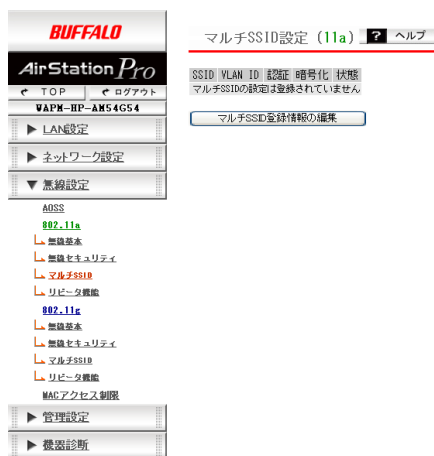 BUFFALO
AirStation Pro
TOP ログアウト
WAPM-HP-AM54G54
▶ LAN設定
▶ ネットワーク設定
▼ 無線設定
AOSS
802.11a
無線基本
無線セキュリティ
マルチSSID
リピータ機能
802.11g
無線基本
無線セキュリティ
マルチSSID
リピータ機能
MACアクセス制限
▶ 管理設定
▶ 機器診断
マルチSSID設定 (11a) ? ヘルプ
SSID VLAN ID 認証 暗号化 状態
マルチSSIDの設定は登録されていません
マルチSSID登録情報の編集